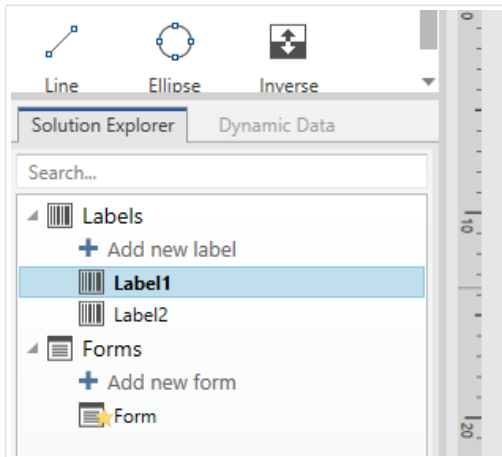 0
Line Ellipse Inverse
Solution Explorer Dynamic Data
Search...
Labels
Add new label
Label1
Label2
Forms
Add new form
Form
10
20